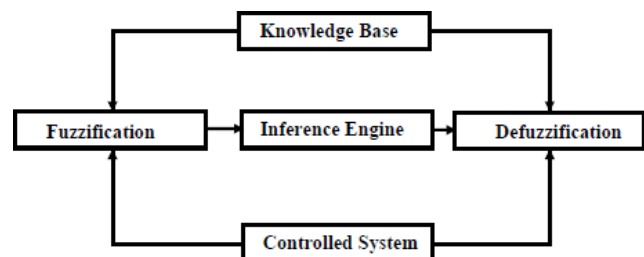 Knowledge Base
Fuzzification
Inference Engine
Defuzzification
Controlled System